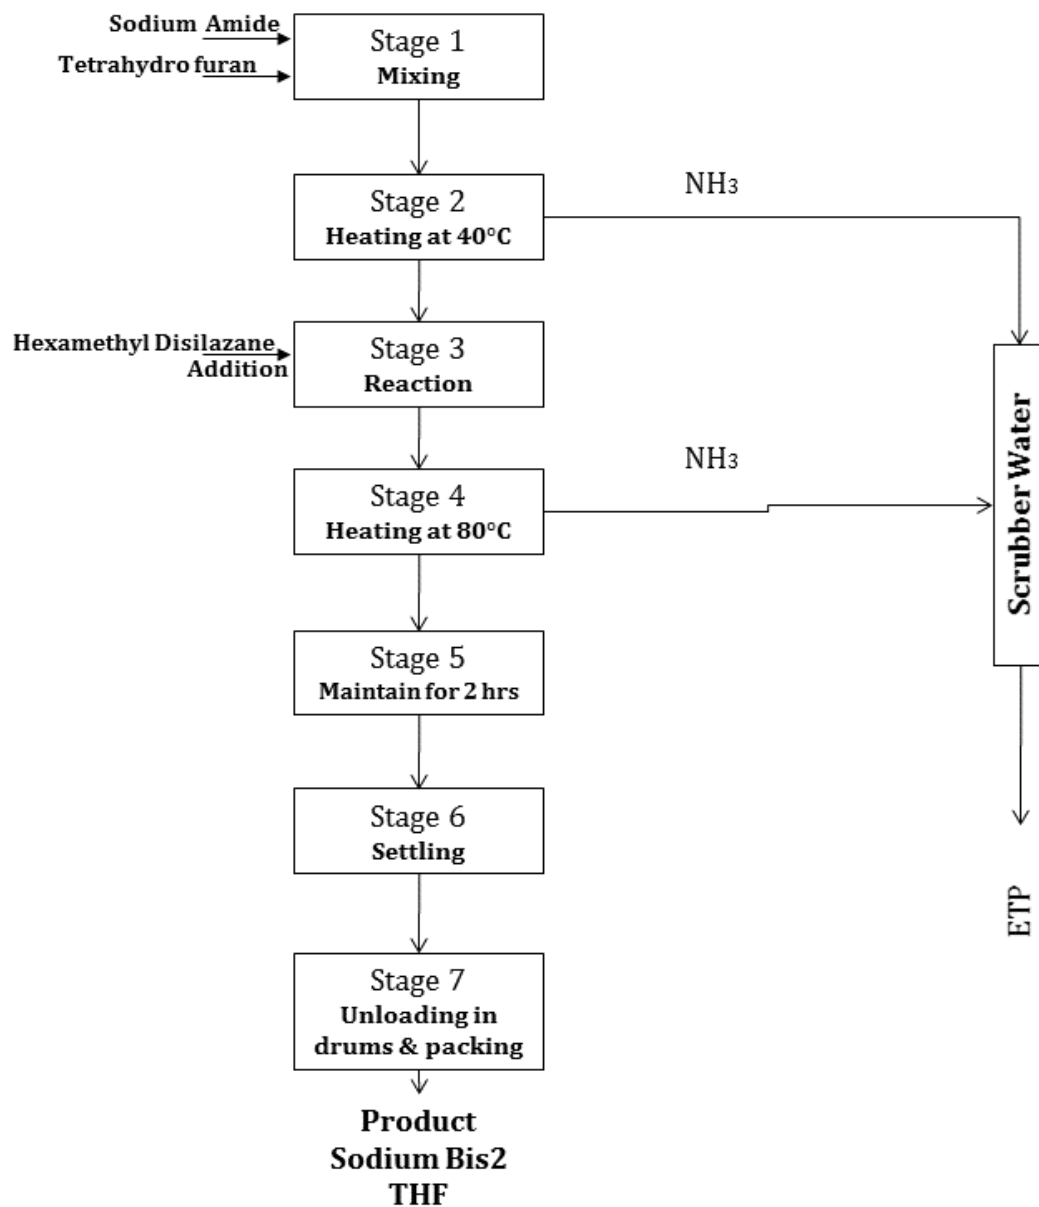 Sodium Amide
Tetrahydro furan
Stage 1
Mixing
NH3
Stage 2
Heating at 40°C
Hexamethyl Disilazane
Addition
Stage 3
Reaction
NH3
Stage 4
Heating at 80°C
Scrubber Water
Stage 5
Maintain for 2 hrs
Stage 6
Settling
ETP
Stage 7
Unloading in
drums & packing
Product
Sodium Bis2
THF